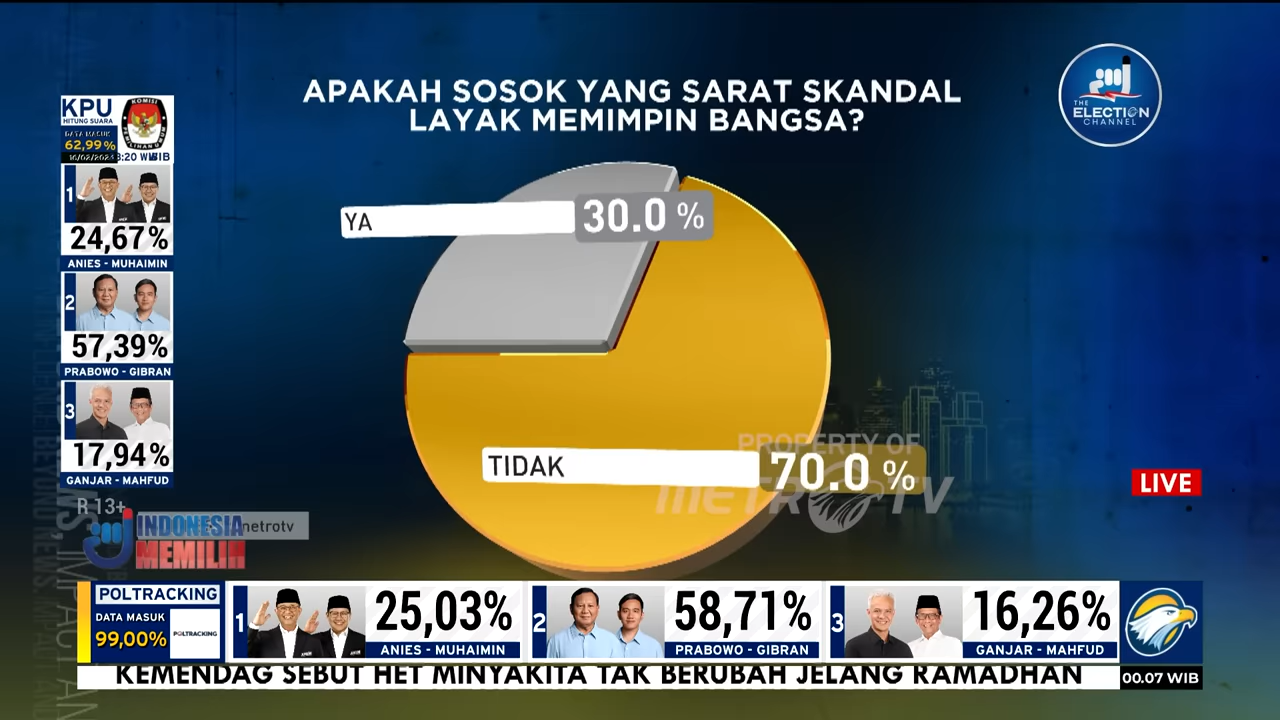 APAKAH SOSOK YANG SARAT SKANDAL
LAYAK MEMIMPIN BANGSA?
THE
ELECTION
CHANNEL
KPU
HITUNG SUARA
KOMISI
PEMILIHAN UMUM
DATA MASUK
62,99%
1
24,67%
ANIES - MUHAIMIN
2
57,39%
PRABOWO - GIBRAN
3
17,94%
GANJAR - MAHFUD
YA
30.0 %
TIDAK
70.0 %
PROPERTY OF
METRO TV
LIVE
R 13+
metrotv
INDONESIA
MEMILIH
POLTRACKING
DATA MASUK
99,00%
POLTRACKING
1
25,03%
ANIES - MUHAIMIN
2
58,71%
PRABOWO - GIBRAN
3
16,26%
GANJAR - MAHFUD
KEMENDAG SEBUT HET MINYAKITA TAK BERUBAH JELANG RAMADHAN
00.07 WIB